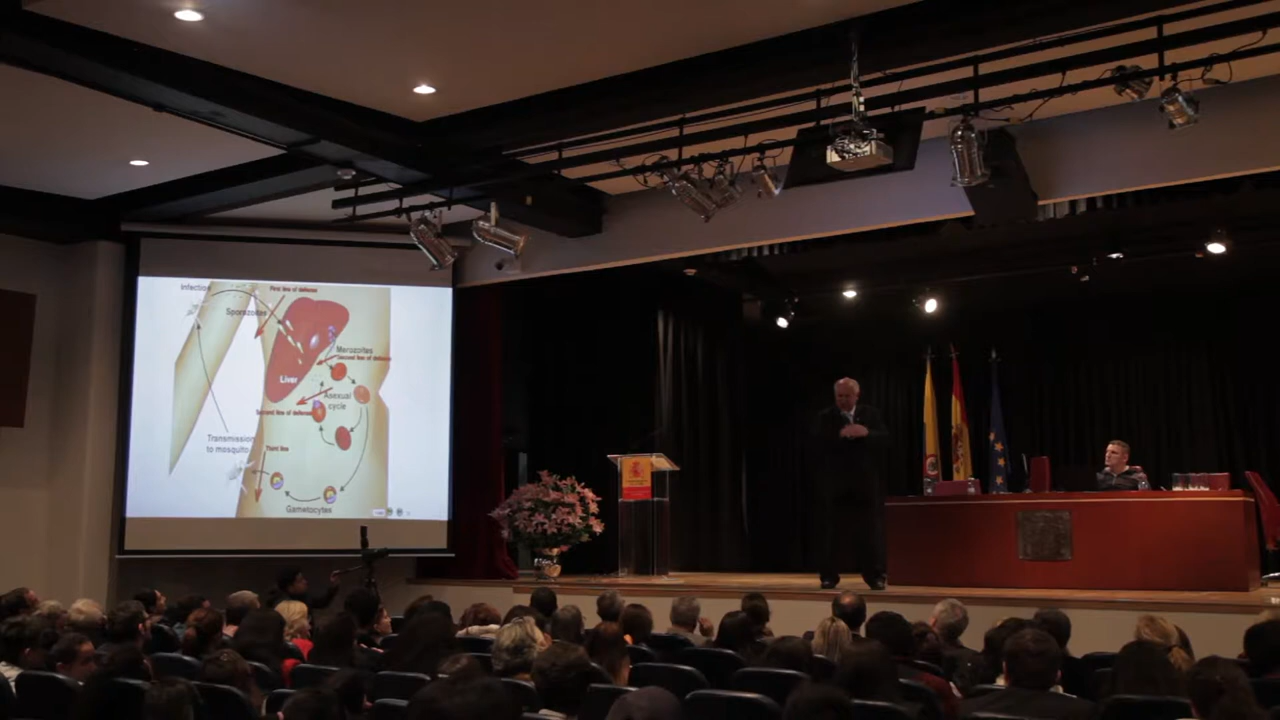 Infection
First line of defense
Sporozoites
Merozoites
Second line of defense
Liver
Asexual
cycle
Second line of defense
Transmission
to mosquito
Third line
Gametocytes